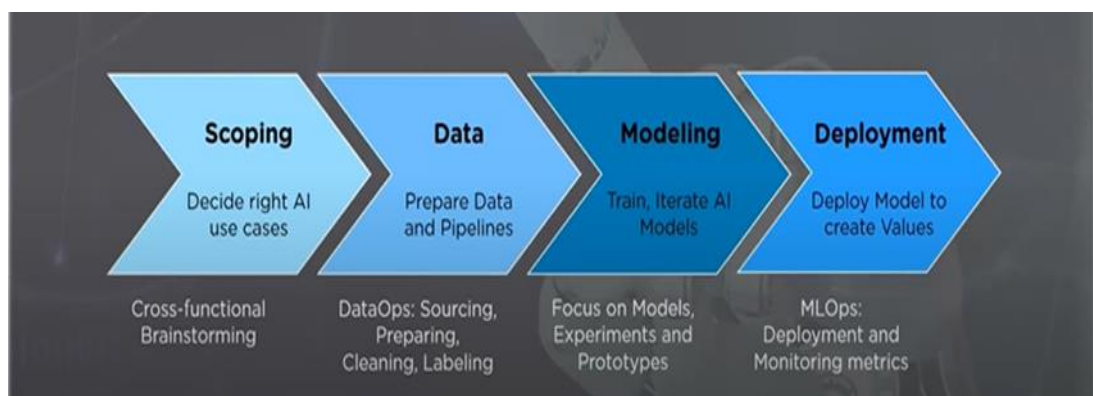 Scoping
Decide right AI
use cases
Cross-functional
Brainstorming
Data
Prepare Data
and Pipelines
DataOps: Sourcing,
Preparing,
Cleaning, Labeling
Modeling
Train, Iterate AI
Models
Focus on Models,
Experiments and
Prototypes
Deployment
Deploy Model to
create Values
MLOps:
Deployment and
Monitoring metrics